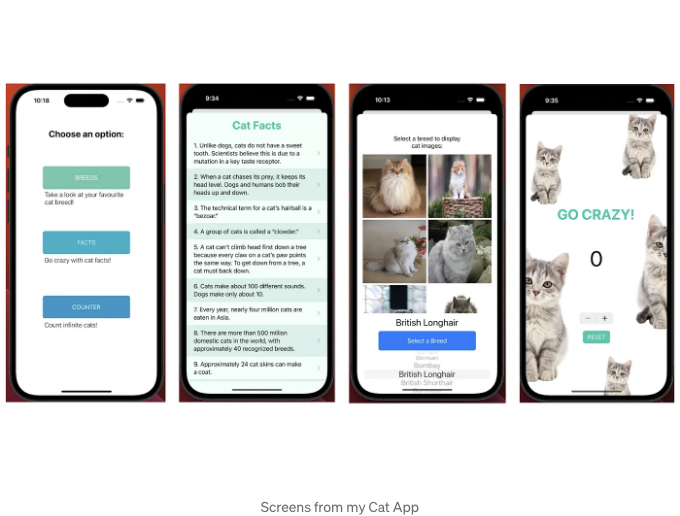 10:18
Choose an option:
BREEDS
Take a look at your favourite
cat breed!
FACTS
Go crazy with cat facts!
COUNTER
Count infinite cats!
9:34
Cat Facts
1. Unlike dogs, cats do not have a sweet
tooth. Scientists believe this is due to a
mutation in a key taste receptor.
2. When a cat chases its prey, it keeps its
head level. Dogs and humans bob their
heads up and down.
3. The technical term for a cat's hairball is a
"bezoar."
4. A group of cats is called a "clowder."
5. A cat can't climb head first down a tree
because every claw on a cat's paw points
the same way. To get down from a tree, a
cat must back down.
6. Cats make about 100 different sounds.
Dogs make only about 10.
7. Every year, nearly four million cats are
eaten in Asia.
8. There are more than 500 million
domestic cats in the world, with
approximately 40 recognized breeds.
9. Approximately 24 cat skins can make
a coat.
10:13
Select a breed to display
cat images:
British Longhair
Select a Breed
Birman
Bombay
British Longhair
British Shorthair
9:35
GO CRAZY!
0
− +
RESET
Screens from my Cat App